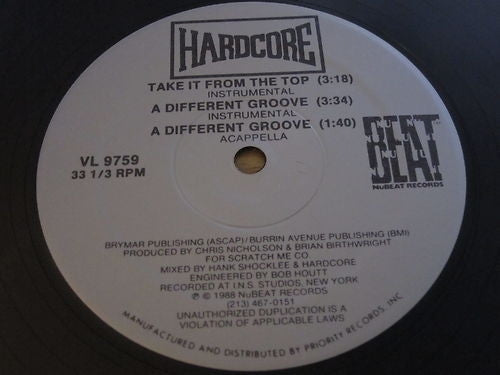 HARDCORE
TAKE IT FROM THE TOP (3:18)
INSTRUMENTAL
A DIFFERENT GROOVE (3:34)
INSTRUMENTAL
A DIFFERENT GROOVE (1:40)
ACAPPELLA
VL 9759
33 1/3 RPM
NU
BEAT
NU
BEAT
NUBEAT RECORDS
BRYMAR PUBLISHING (ASCAP)/BURRIN AVENUE PUBLISHING (BMI)
PRODUCED BY CHRIS NICHOLSON & BRIAN BIRTHWRIGHT
FOR SCRATCH ME CO
MIXED BY HANK SHOCKLEE & HARDCORE
ENGINEERED BY BOB HOUTT
RECORDED AT I.N.S. STUDIOS, NEW YORK
℗ © 1988 NUBEAT RECORDS
(213) 467-0151
UNAUTHORIZED DUPLICATION IS A
VIOLATION OF APPLICABLE LAWS
MANUFACTURED AND DISTRIBUTED BY PRIORITY RECORDS, INC